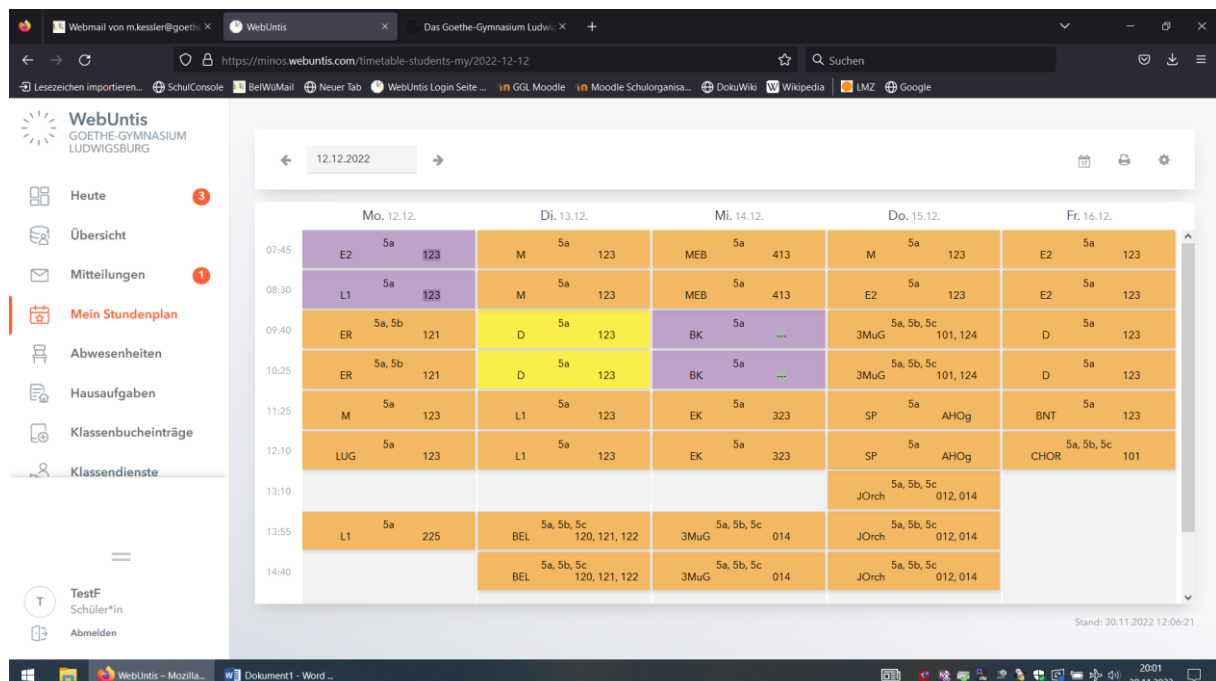 Webmail von m.kessler@goeth WebUntis Das Goethe-Gymnasium Ludwig
https://minos.webuntis.com/timetable-students-my/2022-12-12 Suchen
Lesezeichen importieren... SchulConsole BelWüMail Neuer Tab WebUntis Login Seite ... GGL Moodle Moodle Schulorganisa... DokuWiki Wikipedia LMZ Google
WebUntis
GOETHE-GYMNASIUM
LUDWIGSBURG
Heute 3
Übersicht
Mitteilungen 1
Mein Stundenplan
Abwesenheiten
Hausaufgaben
Klassenbucheinträge
Klassendienste
TestF
T
Schüler*in
Abmelden
12.12.2022
17
Mo. 12.12. Di. 13.12. Mi. 14.12. Do. 15.12. Fr. 16.12.
07:45
5a 5a 5a 5a 5a
E2 123 M 123 MEB 413 M 123 E2 123
08:30
5a 5a 5a 5a 5a
L1 123 M 123 MEB 413 E2 123 E2 123
09:40
5a, 5b 5a 5a 5a, 5b, 5c 5a
ER 121 D 123 BK --- 3MuG 101, 124 D 123
10:25
5a, 5b 5a 5a 5a, 5b, 5c 5a
ER 121 D 123 BK --- 3MuG 101, 124 D 123
11:25
5a 5a 5a 5a 5a
M 123 L1 123 EK 323 SP AHOg BNT 123
12:10
5a 5a 5a 5a 5a, 5b, 5c
LUG 123 L1 123 EK 323 SP AHOg CHOR 101
13:10
5a, 5b, 5c
JOrch 012, 014
13:55
5a 5a, 5b, 5c 5a, 5b, 5c 5a, 5b, 5c
L1 225 BEL 120, 121, 122 3MuG 014 JOrch 012, 014
14:40
5a, 5b, 5c 5a, 5b, 5c 5a, 5b, 5c
BEL 120, 121, 122 3MuG 014 JOrch 012, 014
Stand: 30.11.2022 12:06:21
WebUntis – Mozilla... Dokument1 - Word ...
20:01